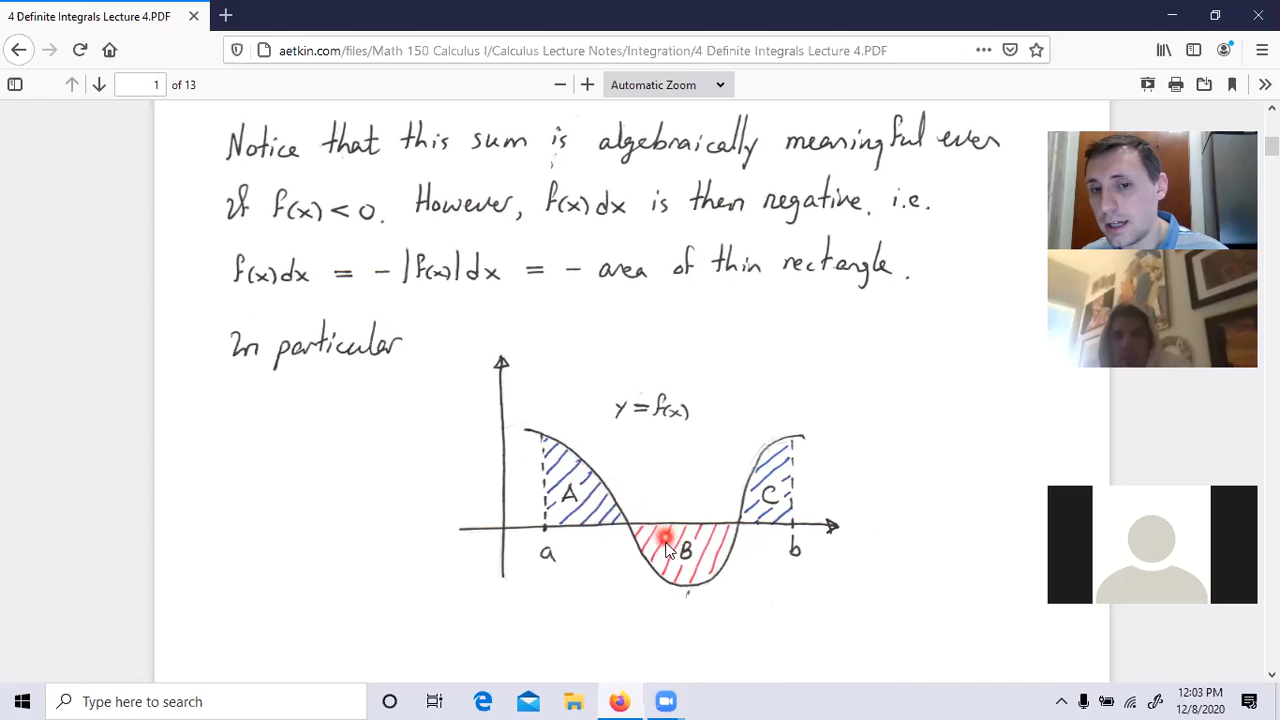 4 Definite Integrals Lecture 4.PDF
aetkin.com/files/Math 150 Calculus I/Calculus Lecture Notes/Integration/4 Definite Integrals Lecture 4.PDF
1 of 13
Automatic Zoom
Notice that this sum is algebraically meaningful even
if f(x) < 0. However, f(x)dx is then negative. i.e.
f(x)dx = - |f(x)|dx = - area of thin rectangle.
In particular
y = f(x)
A
C
B
a
b
Type here to search
12:03 PM
12/8/2020